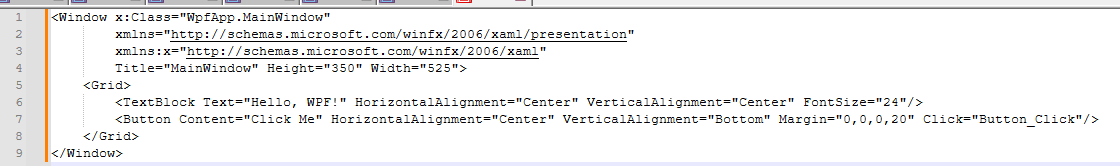 1 <Window x:Class="WpfApp.MainWindow"
2 xmlns="http://schemas.microsoft.com/winfx/2006/xaml/presentation"
3 xmlns:x="http://schemas.microsoft.com/winfx/2006/xaml"
4 Title="MainWindow" Height="350" Width="525">
5 <Grid>
6 <TextBlock Text="Hello, WPF!" HorizontalAlignment="Center" VerticalAlignment="Center" FontSize="24"/>
7 <Button Content="Click Me" HorizontalAlignment="Center" VerticalAlignment="Bottom" Margin="0,0,0,20" Click="Button_Click"/>
8 </Grid>
9 </Window>